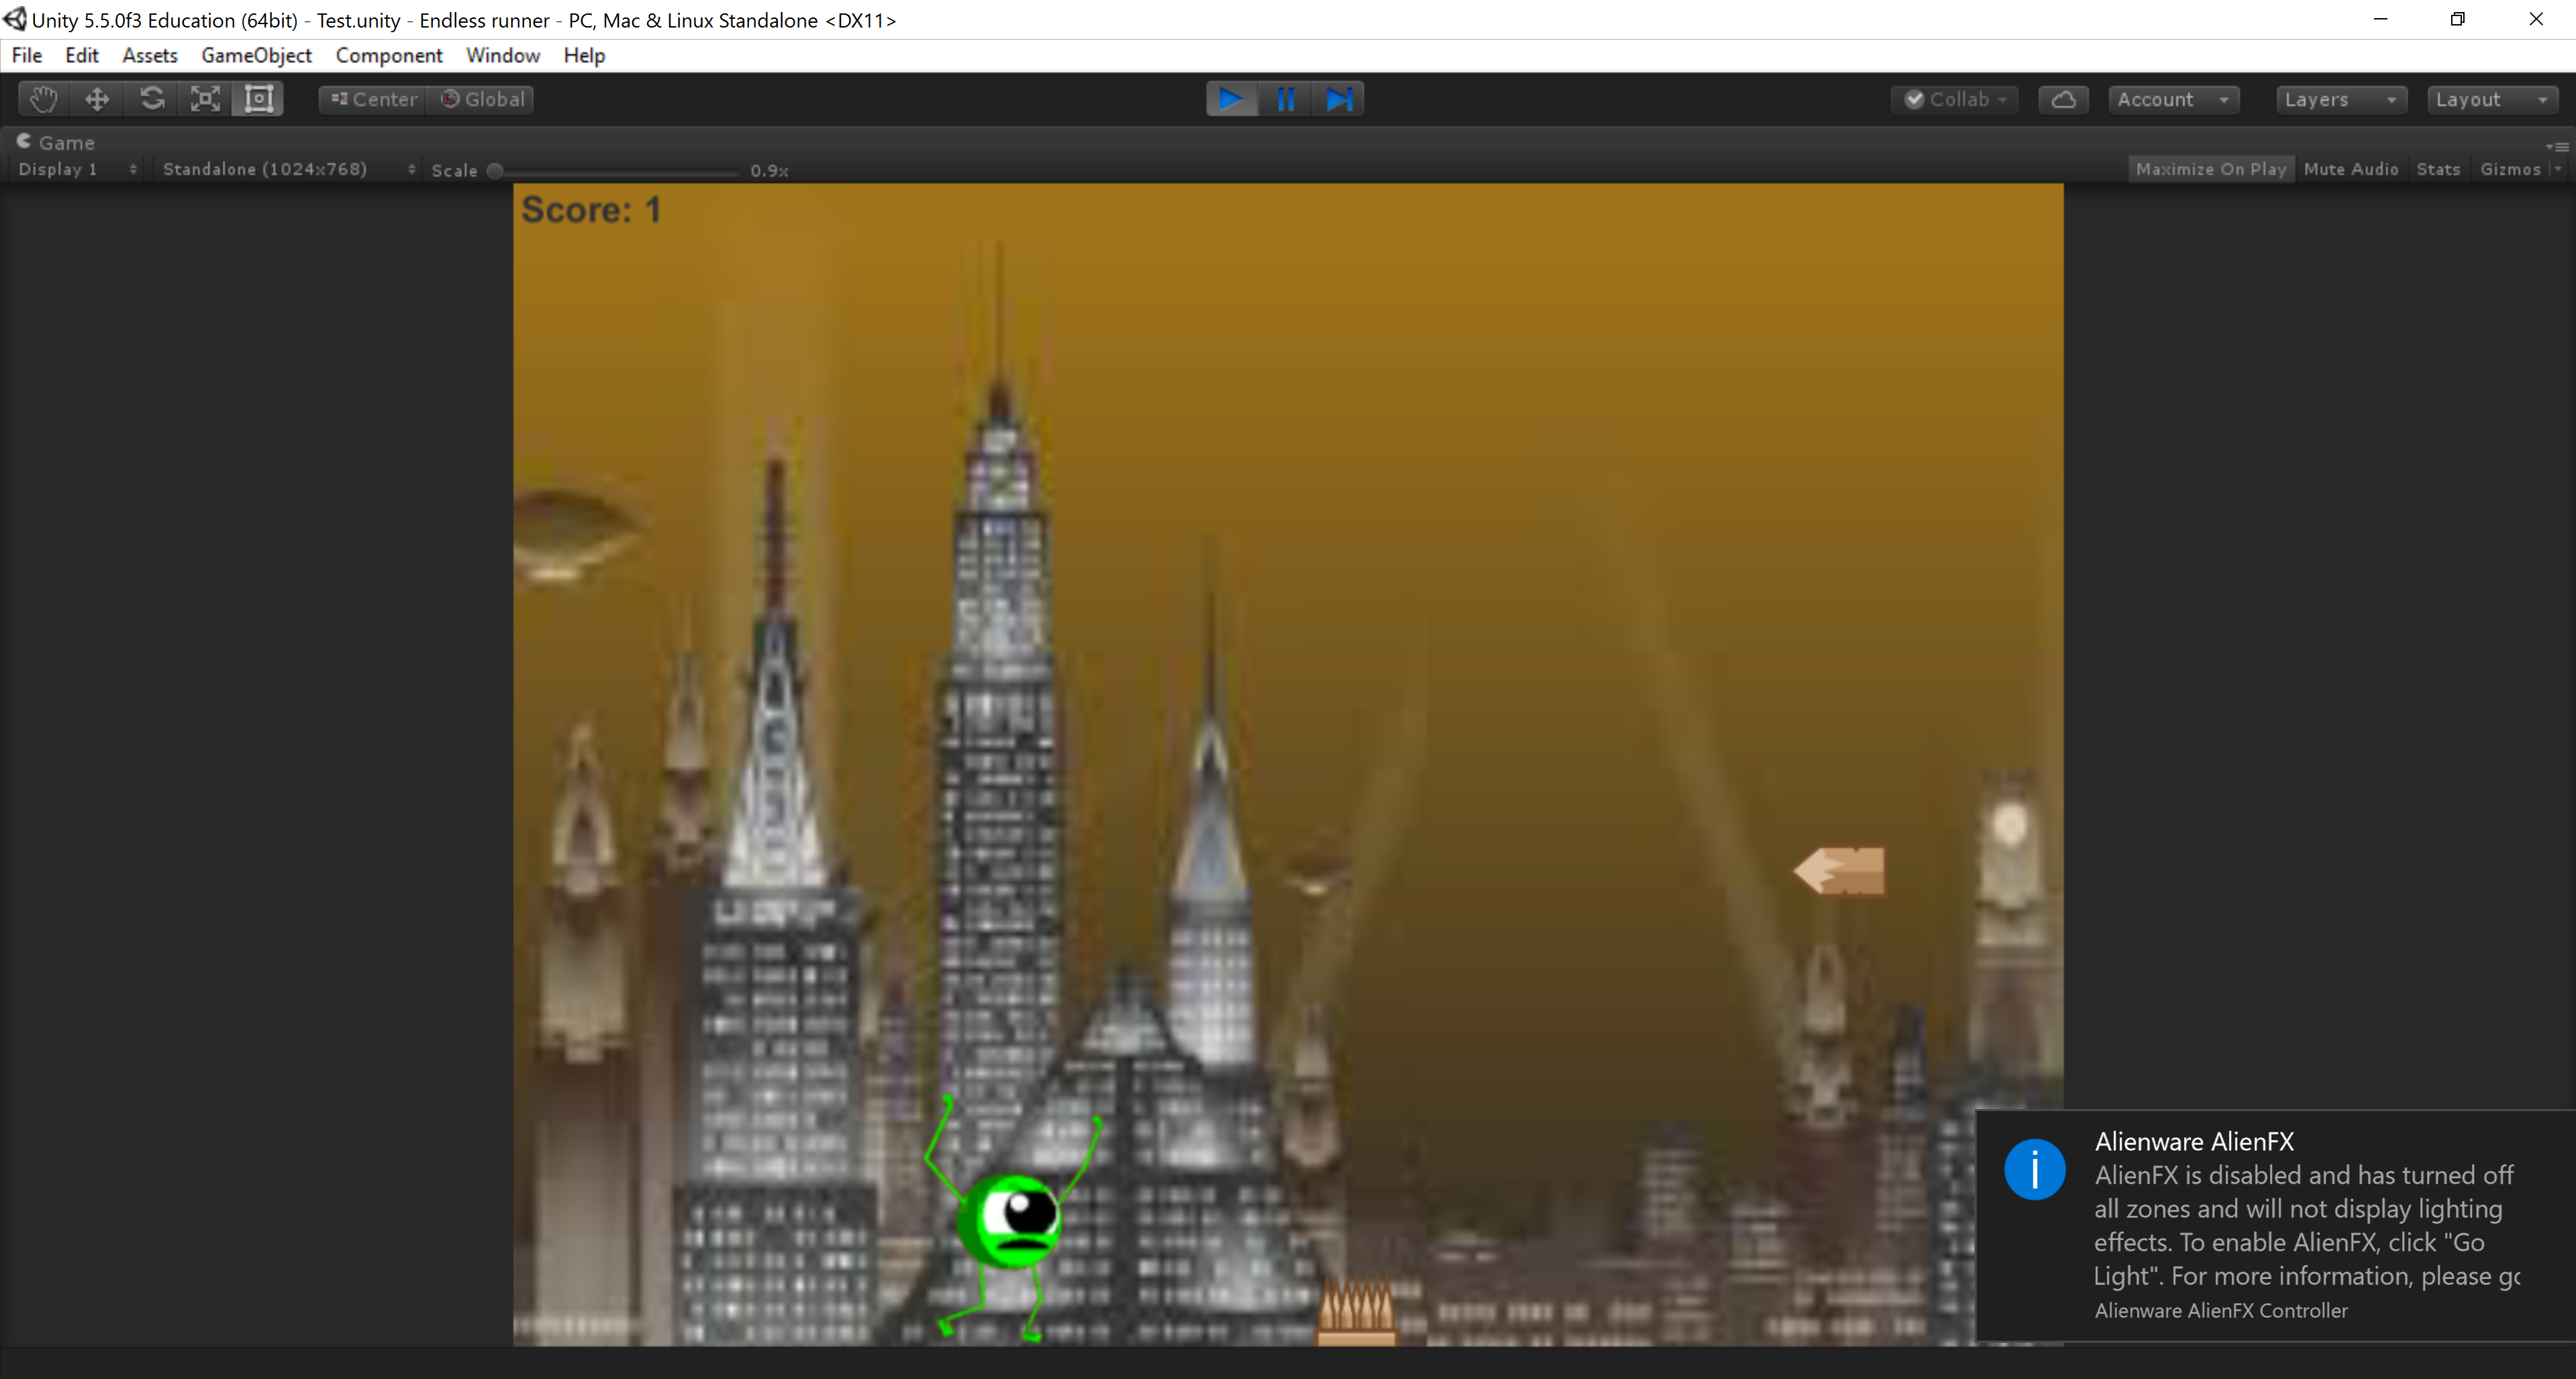 Unity 5.5.0f3 Education (64bit) - Test.unity - Endless runner - PC, Mac & Linux Standalone <DX11>
File Edit Assets GameObject Component Window Help
Center Global Collab Account Layers Layout
Game
Display 1 Standalone (1024x768) Scale 0.9x Maximize On Play Mute Audio Stats Gizmos
Score: 1
Alienware AlienFX
AlienFX is disabled and has turned off
all zones and will not display lighting
effects. To enable AlienFX, click "Go
Light". For more information, please
Alienware AlienFX Controller